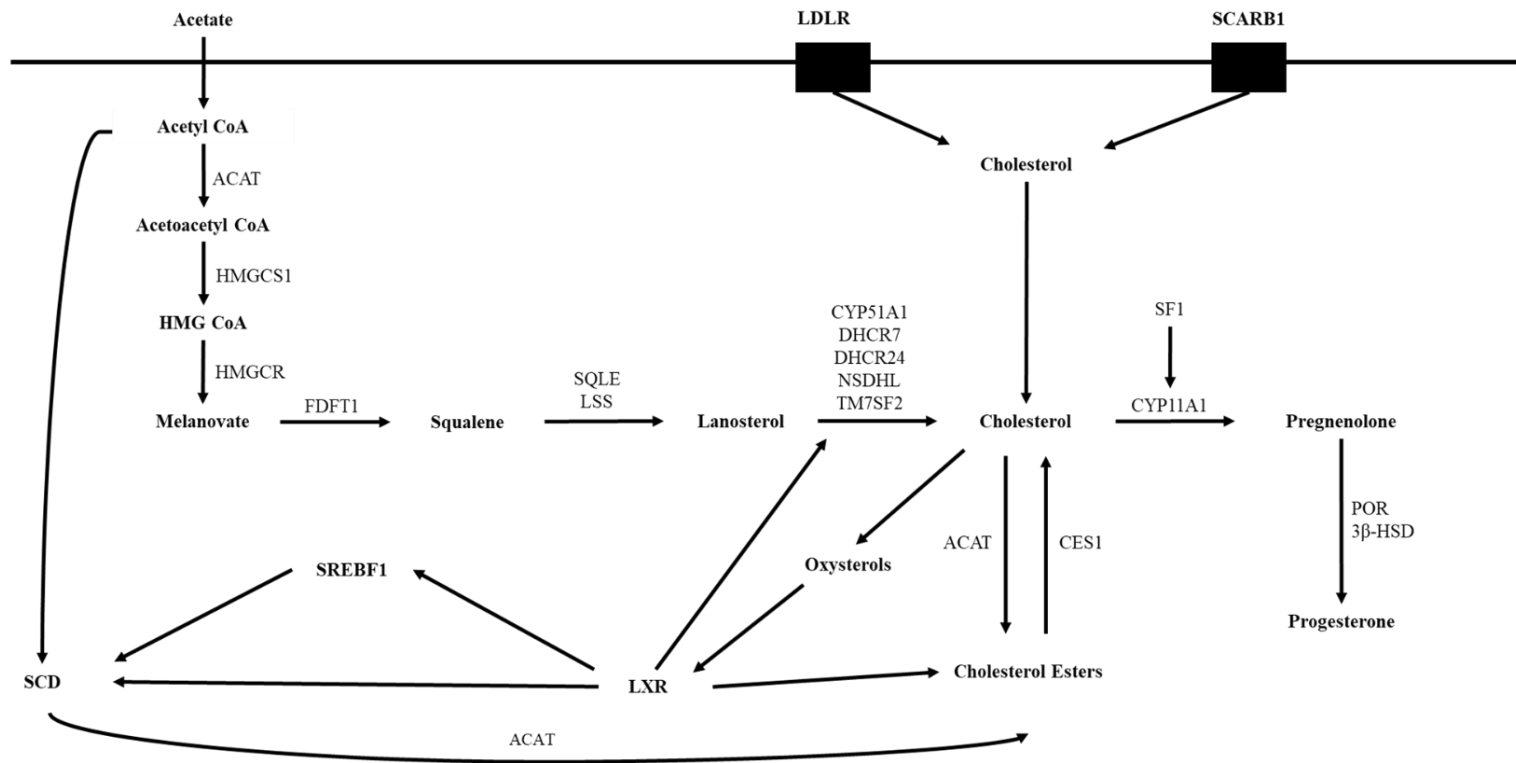 Acetate
LDLR
SCARB1
Acetyl CoA
Cholesterol
ACAT
Acetoacetyl CoA
HMGCS1
HMG CoA
CYP51A1
DHCR7
DHCR24
NSDHL
TM7SF2
SF1
HMGCR
SQLE
LSS
FDFT1
CYP11A1
Melanovate
Squalene
Lanosterol
Cholesterol
Pregnenolone
POR
3β-HSD
ACAT
CES1
Oxysterols
SREBF1
Progesterone
SCD
LXR
Cholesterol Esters
ACAT